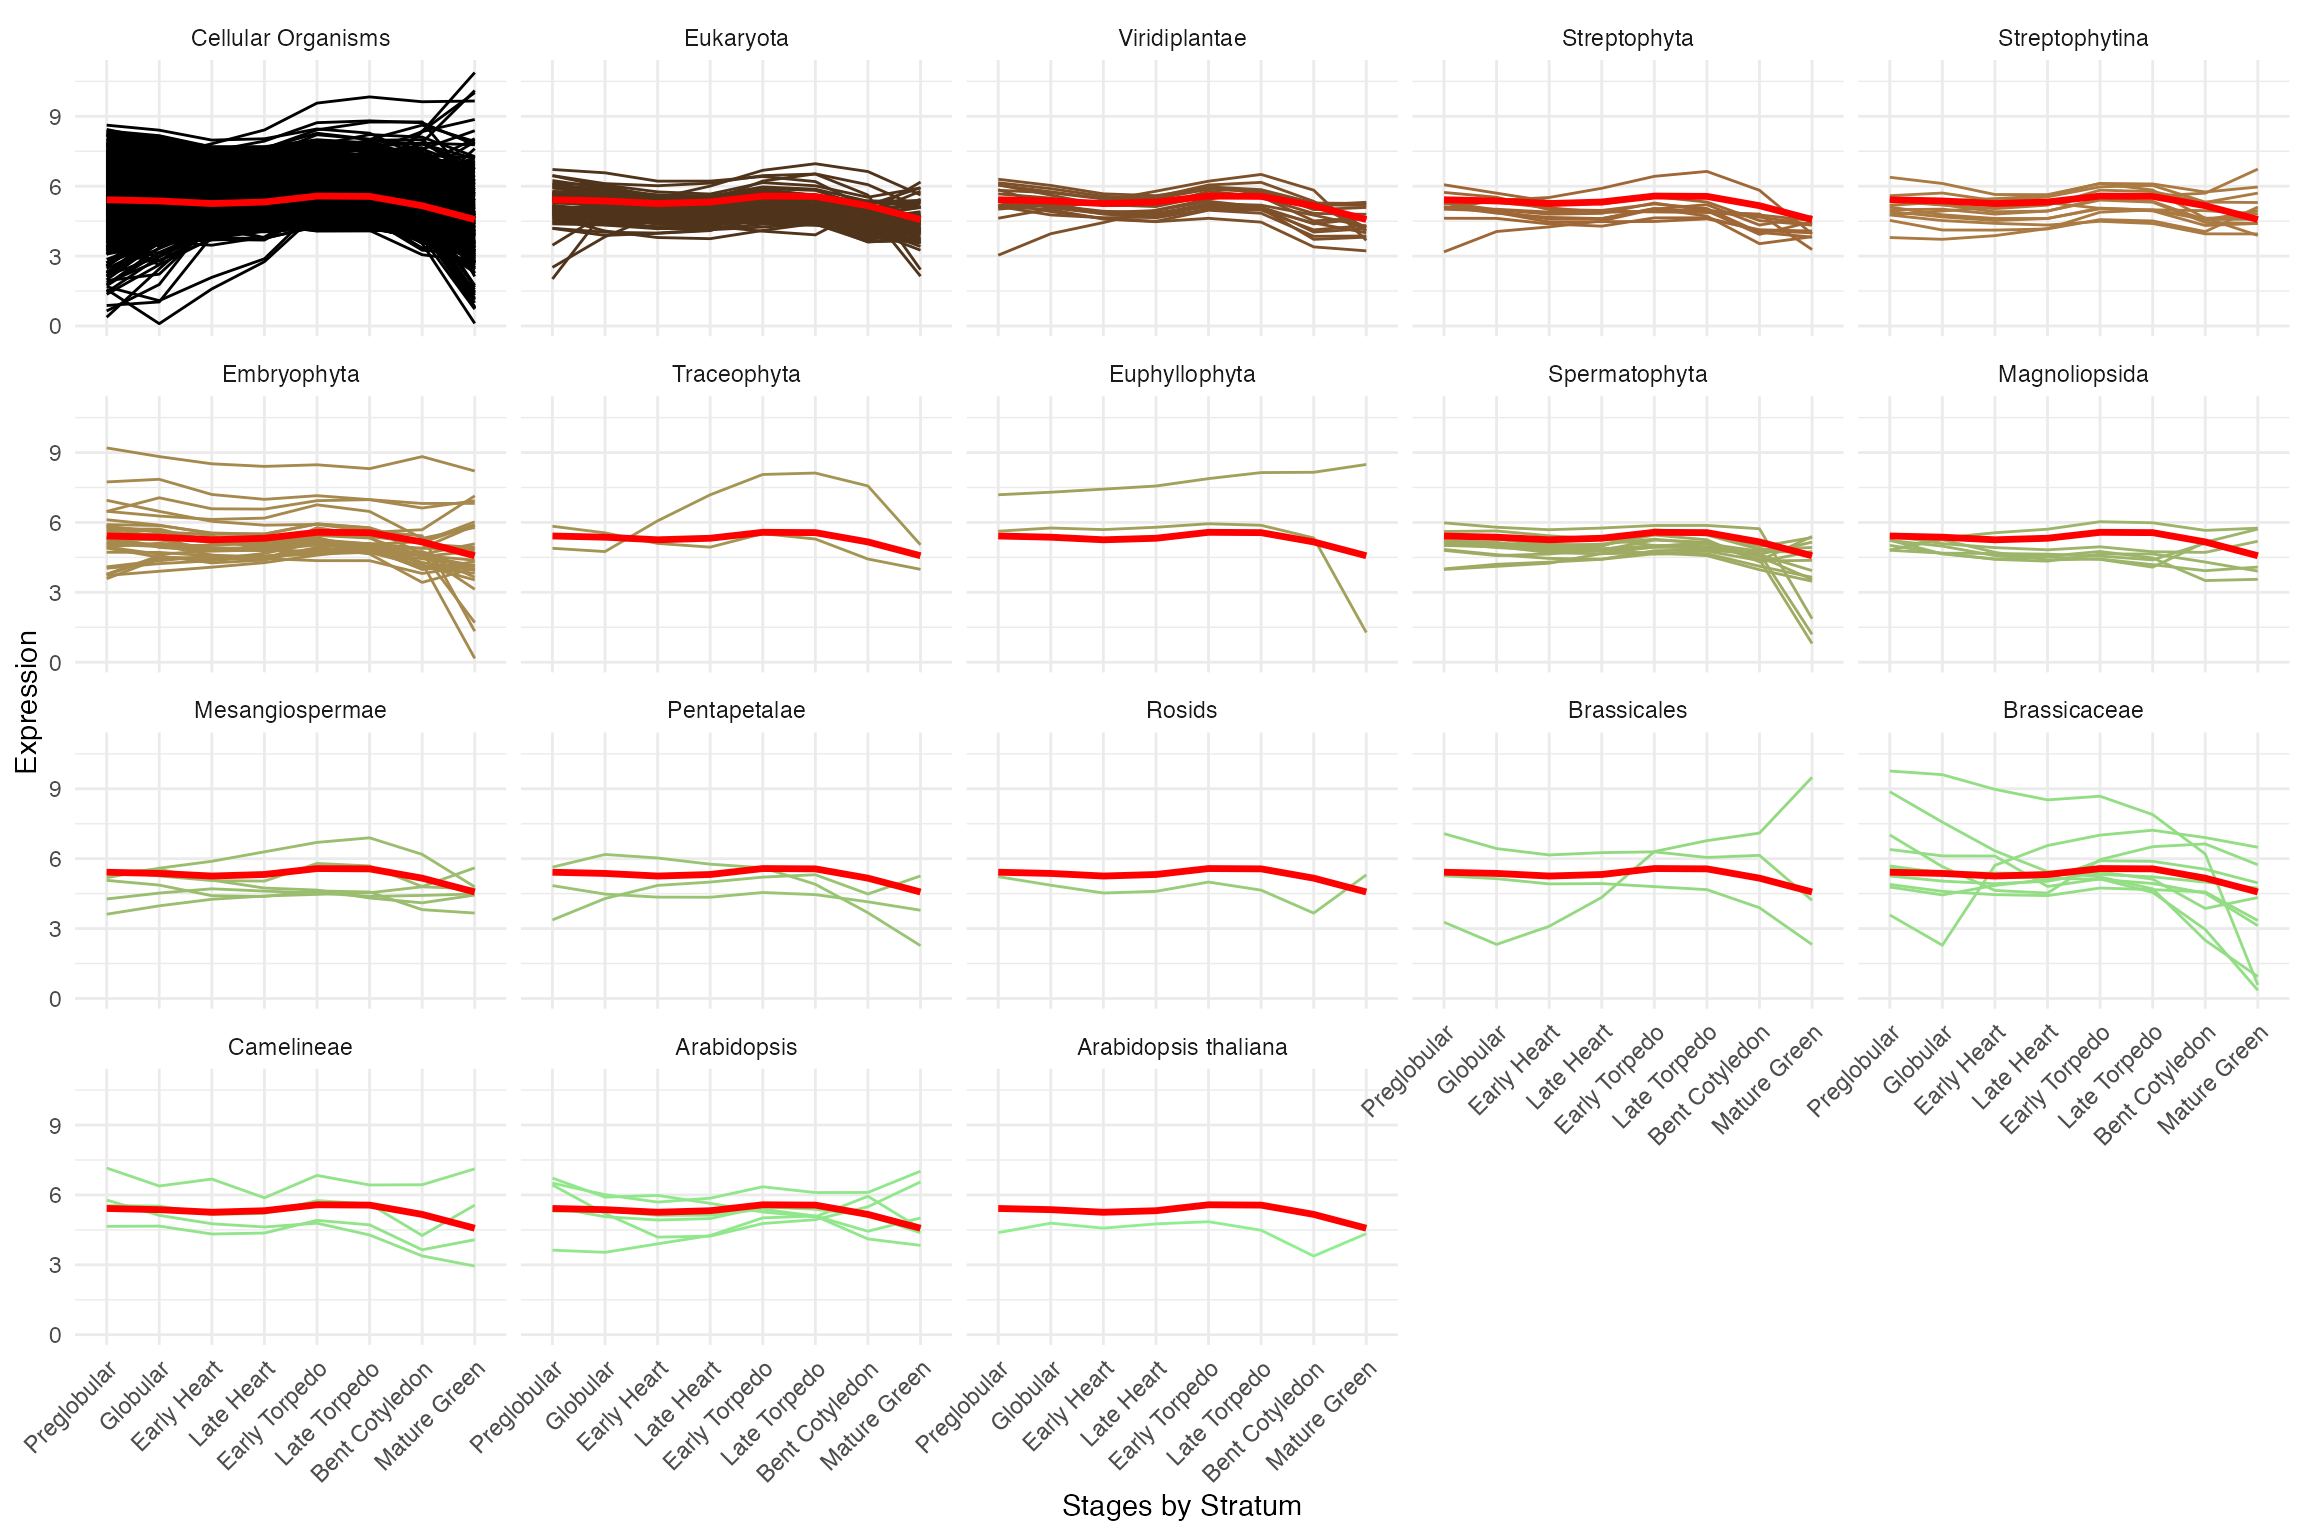 Cellular Organisms Eukaryota Viridiplantae Streptophyta Streptophytina
9
6
3
0
Embryophyta Traceophyta Euphyllophyta Spermatophyta Magnoliopsida
9
6
3
0
Expression
Mesangiospermae Pentapetalae Rosids Brassicales Brassicaceae
9
6
3
0
Preglobular Globular Early Heart Late Heart Early Torpedo Late Torpedo Bent Cotyledon Mature Green Preglobular Globular Early Heart Late Heart Early Torpedo Late Torpedo Bent Cotyledon Mature Green
Camelineae Arabidopsis Arabidopsis thaliana
9
6
3
0
Preglobular Globular Early Heart Late Heart Early Torpedo Late Torpedo Bent Cotyledon Mature Green Preglobular Globular Early Heart Late Heart Early Torpedo Late Torpedo Bent Cotyledon Mature Green Preglobular Globular Early Heart Late Heart Early Torpedo Late Torpedo Bent Cotyledon Mature Green
Stages by Stratum